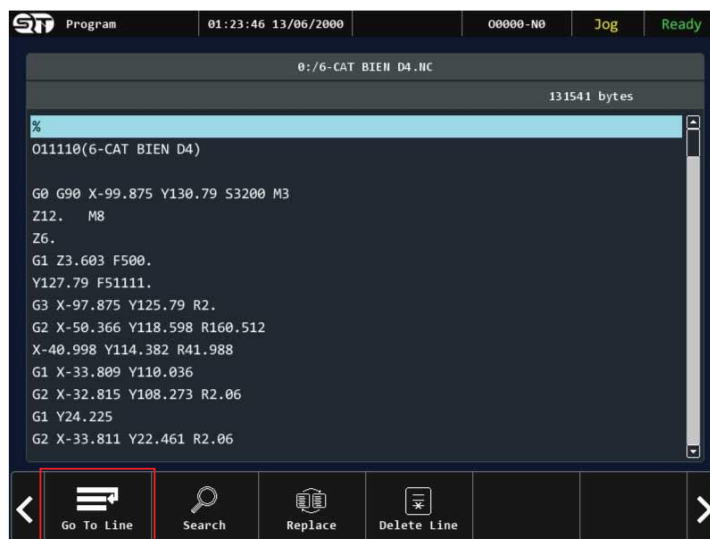 Program 01:23:46 13/06/2000 O0000-N0 Jog Ready
0:/6-CAT BIEN D4.NC
131541 bytes
%
O11110(6-CAT BIEN D4)
G0 G90 X-99.875 Y130.79 S3200 M3
Z12. M8
Z6.
G1 Z3.603 F500.
Y127.79 F51111.
G3 X-97.875 Y125.79 R2.
G2 X-50.366 Y118.598 R160.512
X-40.998 Y114.382 R41.988
G1 X-33.809 Y110.036
G2 X-32.815 Y108.273 R2.06
G1 Y24.225
G2 X-33.811 Y22.461 R2.06
Go To Line Search Replace Delete Line